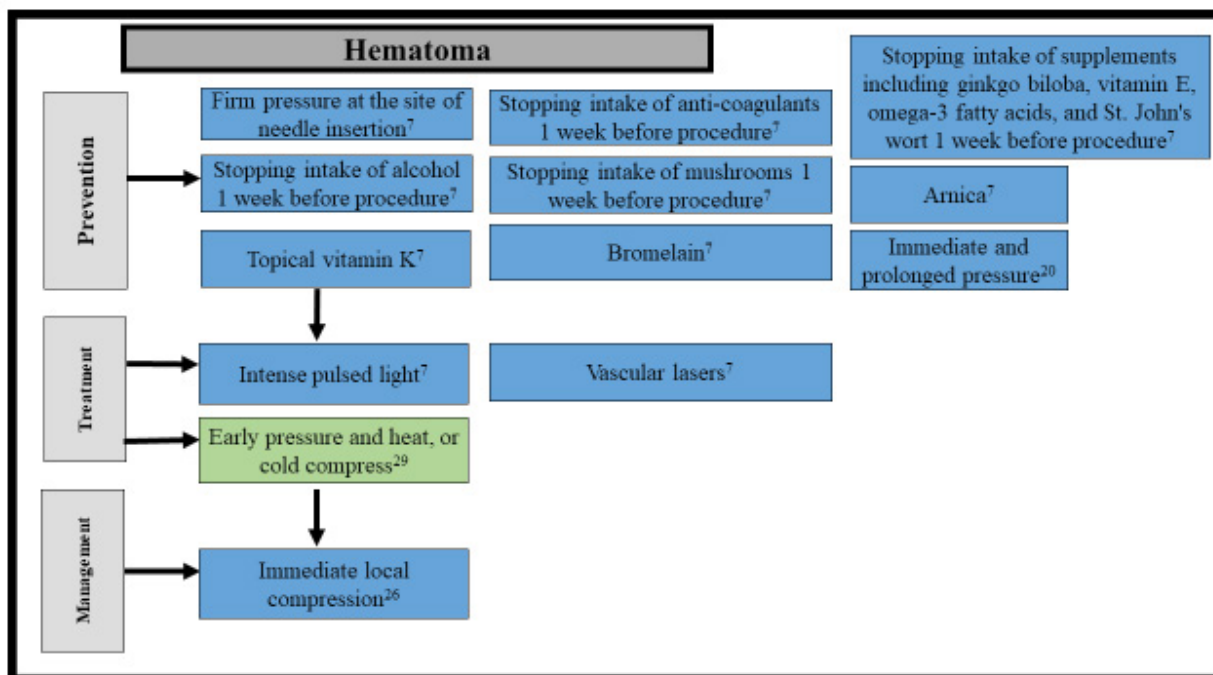 Hematoma
Prevention
Firm pressure at the site of
needle insertion⁷
Stopping intake of anti-coagulants
1 week before procedure⁷
Stopping intake of supplements
including ginkgo biloba, vitamin E,
omega-3 fatty acids, and St. John's
wort 1 week before procedure⁷
Stopping intake of alcohol
1 week before procedure⁷
Stopping intake of mushrooms 1
week before procedure⁷
Arnica⁷
Topical vitamin K⁷
Bromelain⁷
Immediate and
prolonged pressure²⁰
Treatment
Intense pulsed light⁷
Vascular lasers⁷
Early pressure and heat, or
cold compress²⁹
Management
Immediate local
compression²⁶